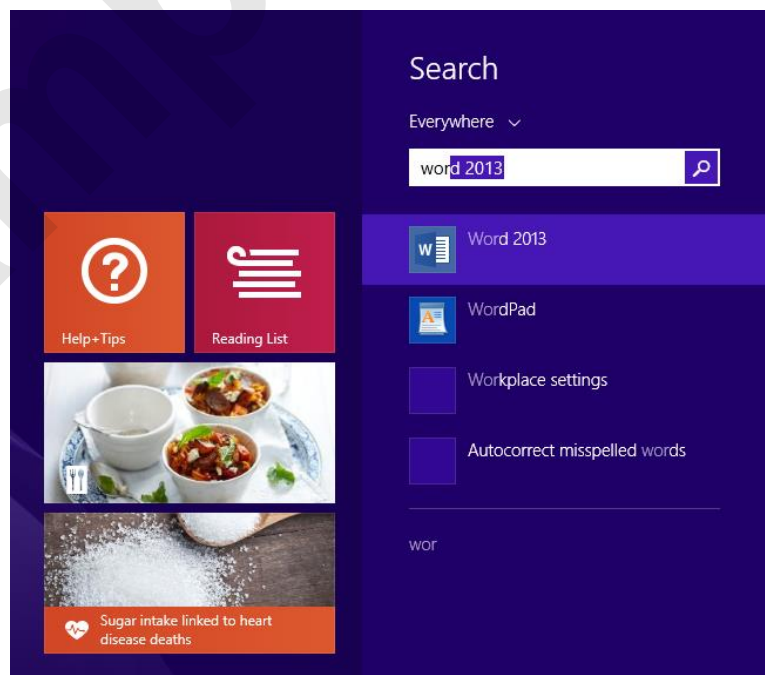 Search
Everywhere
word 2013
Word 2013
WordPad
Workplace settings
Autocorrect misspelled words
wor
Help+Tips
Reading List
Sugar intake linked to heart
disease deaths